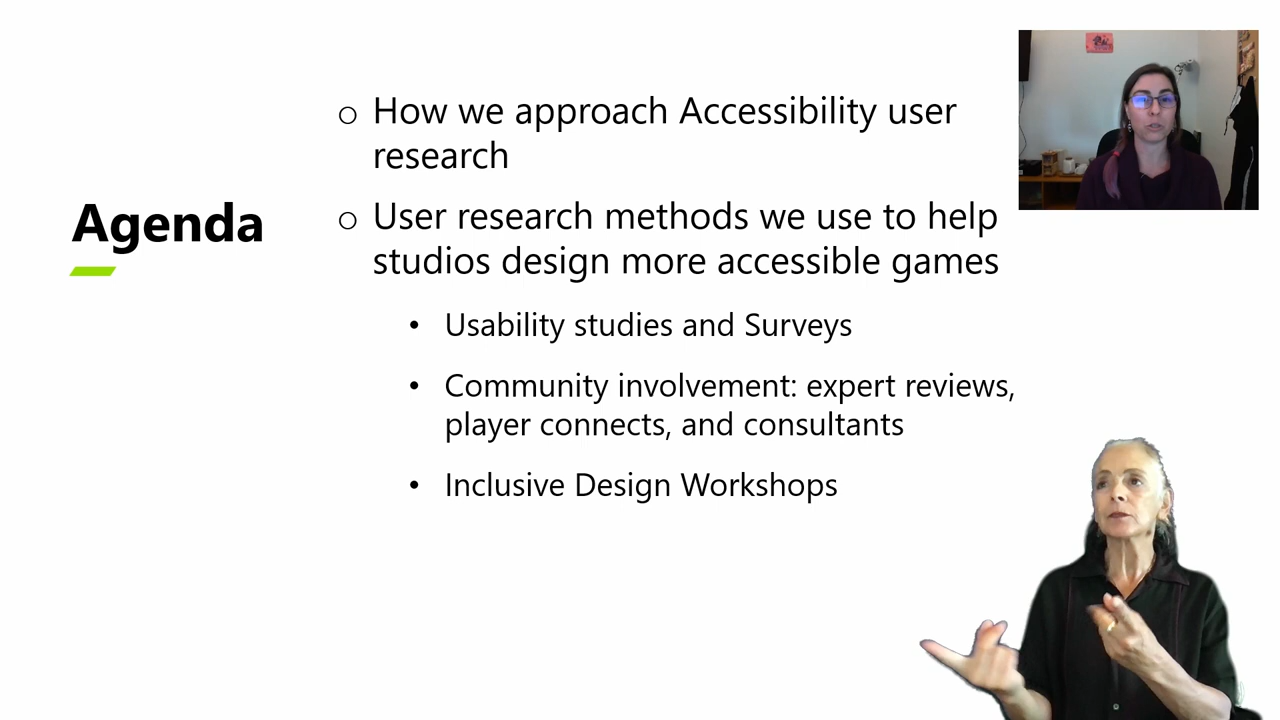 Agenda
○ How we approach Accessibility user
research
○ User research methods we use to help
studios design more accessible games
• Usability studies and Surveys
• Community involvement: expert reviews,
player connects, and consultants
• Inclusive Design Workshops